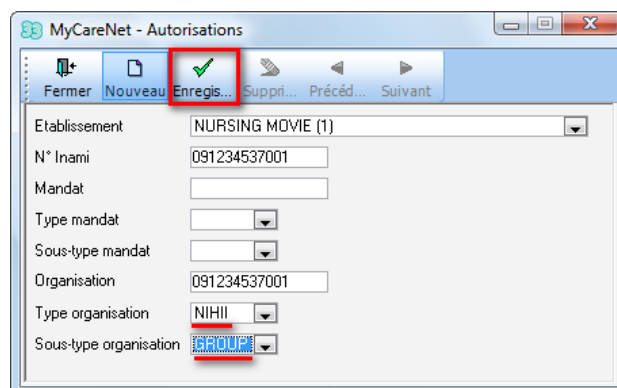 MyCareNet - Autorisations
Fermer Nouveau Enregis... Suppri... Précéd... Suivant
Etablissement NURSING MOVIE (1)
N° Inami 091234537001
Mandat
Type mandat
Sous-type mandat
Organisation 091234537001
Type organisation NIHII
Sous-type organisation GROUP